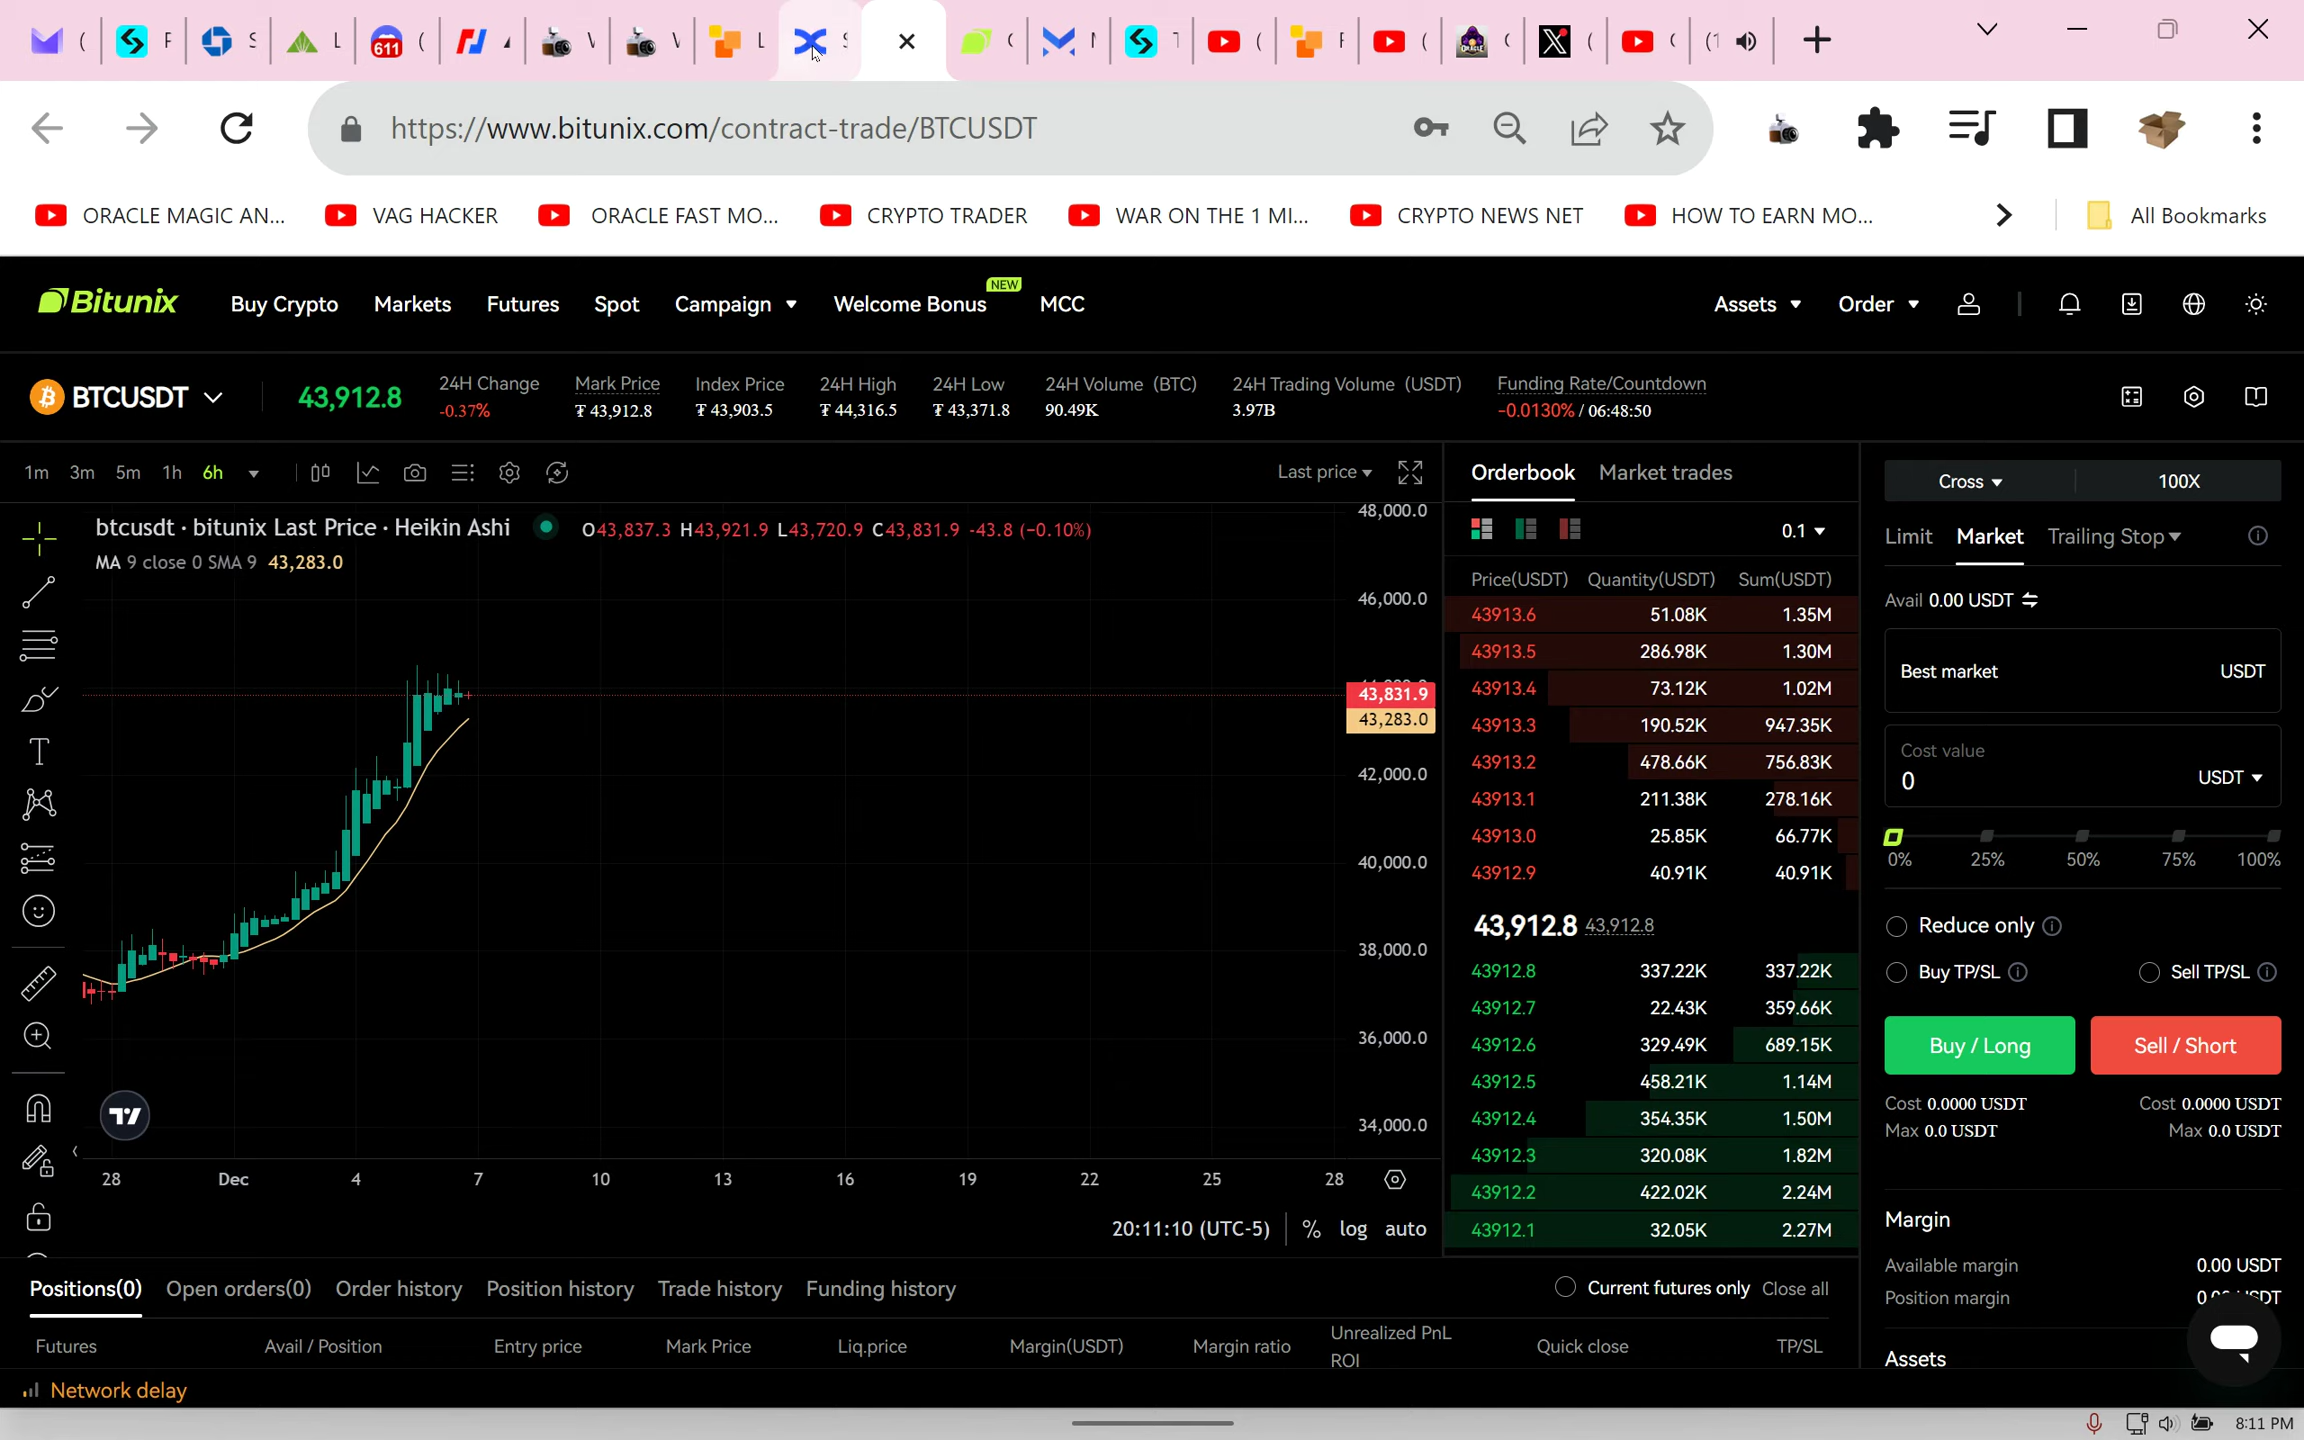 611
https://www.bitunix.com/contract-trade/BTCUSDT
ORACLE MAGIC AN... VAG HACKER ORACLE FAST MO... CRYPTO TRADER WAR ON THE 1 MI... CRYPTO NEWS NET HOW TO EARN MO... All Bookmarks
Bitunix Buy Crypto Markets Futures Spot Campaign Welcome Bonus NEW MCC Assets Order
BTCUSDT 43,912.8
24H Change Mark Price Index Price 24H High 24H Low 24H Volume (BTC) 24H Trading Volume (USDT) Funding Rate/Countdown
-0.37% ₮ 43,912.8 ₮ 43,903.5 ₮ 44,316.5 ₮ 43,371.8 90.49K 3.97B -0.0130% / 06:48:50
1m 3m 5m 1h 6h Last price
btcusdt · bitunix Last Price · Heikin Ashi O43,837.3 H43,921.9 L43,720.9 C43,831.9 -43.8 (-0.10%)
MA 9 close 0 SMA 9 43,283.0
48,000.0
46,000.0
43,831.9
43,283.0
42,000.0
40,000.0
38,000.0
36,000.0
34,000.0
28 Dec 4 7 10 13 16 19 22 25 28
20:11:10 (UTC-5) % log auto
Orderbook Market trades
0.1
Price(USDT) Quantity(USDT) Sum(USDT)
43913.6 51.08K 1.35M
43913.5 286.98K 1.30M
43913.4 73.12K 1.02M
43913.3 190.52K 947.35K
43913.2 478.66K 756.83K
43913.1 211.38K 278.16K
43913.0 25.85K 66.77K
43912.9 40.91K 40.91K
43,912.8 43,912.8
43912.8 337.22K 337.22K
43912.7 22.43K 359.66K
43912.6 329.49K 689.15K
43912.5 458.21K 1.14M
43912.4 354.35K 1.50M
43912.3 320.08K 1.82M
43912.2 422.02K 2.24M
43912.1 32.05K 2.27M
Cross 100X
Limit Market Trailing Stop
Avail 0.00 USDT
Best market USDT
Cost value
0 USDT
0% 25% 50% 75% 100%
Reduce only
Buy TP/SL Sell TP/SL
Buy / Long Sell / Short
Cost 0.0000 USDT Cost 0.0000 USDT
Max 0.0 USDT Max 0.0 USDT
Margin
Available margin 0.00 USDT
Position margin
Assets
Positions(0) Open orders(0) Order history Position history Trade history Funding history Current futures only Close all
Futures Avail / Position Entry price Mark Price Liq.price Margin(USDT) Margin ratio Unrealized PnL Quick close TP/SL
ROI
Network delay
8:11 PM